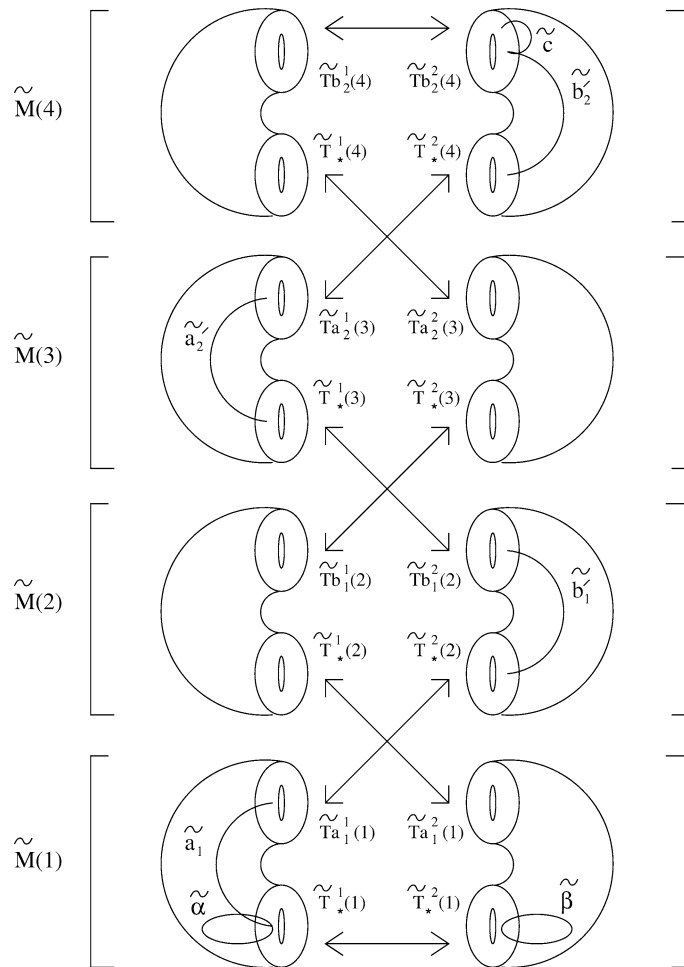 T̃b₂¹(4) T̃b₂²(4) c̃
M̃(4) b̃₂′
T̃⋆¹(4) T̃⋆²(4)
T̃a₂¹(3) T̃a₂²(3)
ã₂′
M̃(3)
T̃⋆¹(3) T̃⋆²(3)
T̃b₁¹(2) T̃b₁²(2)
M̃(2) b̃₁′
T̃⋆¹(2) T̃⋆²(2)
T̃a₁¹(1) T̃a₁²(1)
ã₁
M̃(1)
α̃ T̃⋆¹(1) T̃⋆²(1) β̃